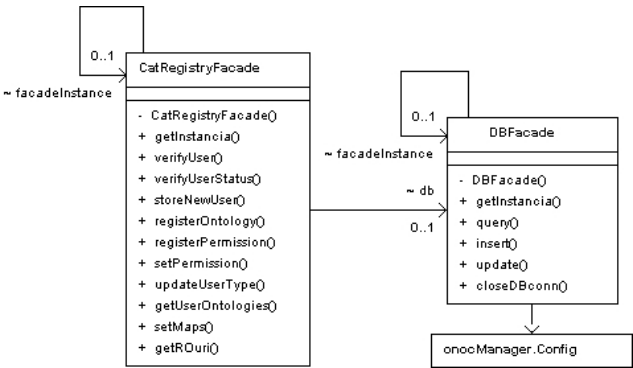 0..1
CatRegistryFacade
~ facadeInstance
- CatRegistryFacade()
+ getInstancia()
+ verifyUser()
+ verifyUserStatus()
+ storeNewUser()
+ registerOntology()
+ registerPermission()
+ setPermission()
+ updateUserType()
+ getUserOntologies()
+ setMaps()
+ getROuri()
~ db
0..1
0..1
DBFacade
~ facadeInstance
- DBFacade()
+ getInstancia()
+ query()
+ insert()
+ update()
+ closeDBconn()
onocManager.Config